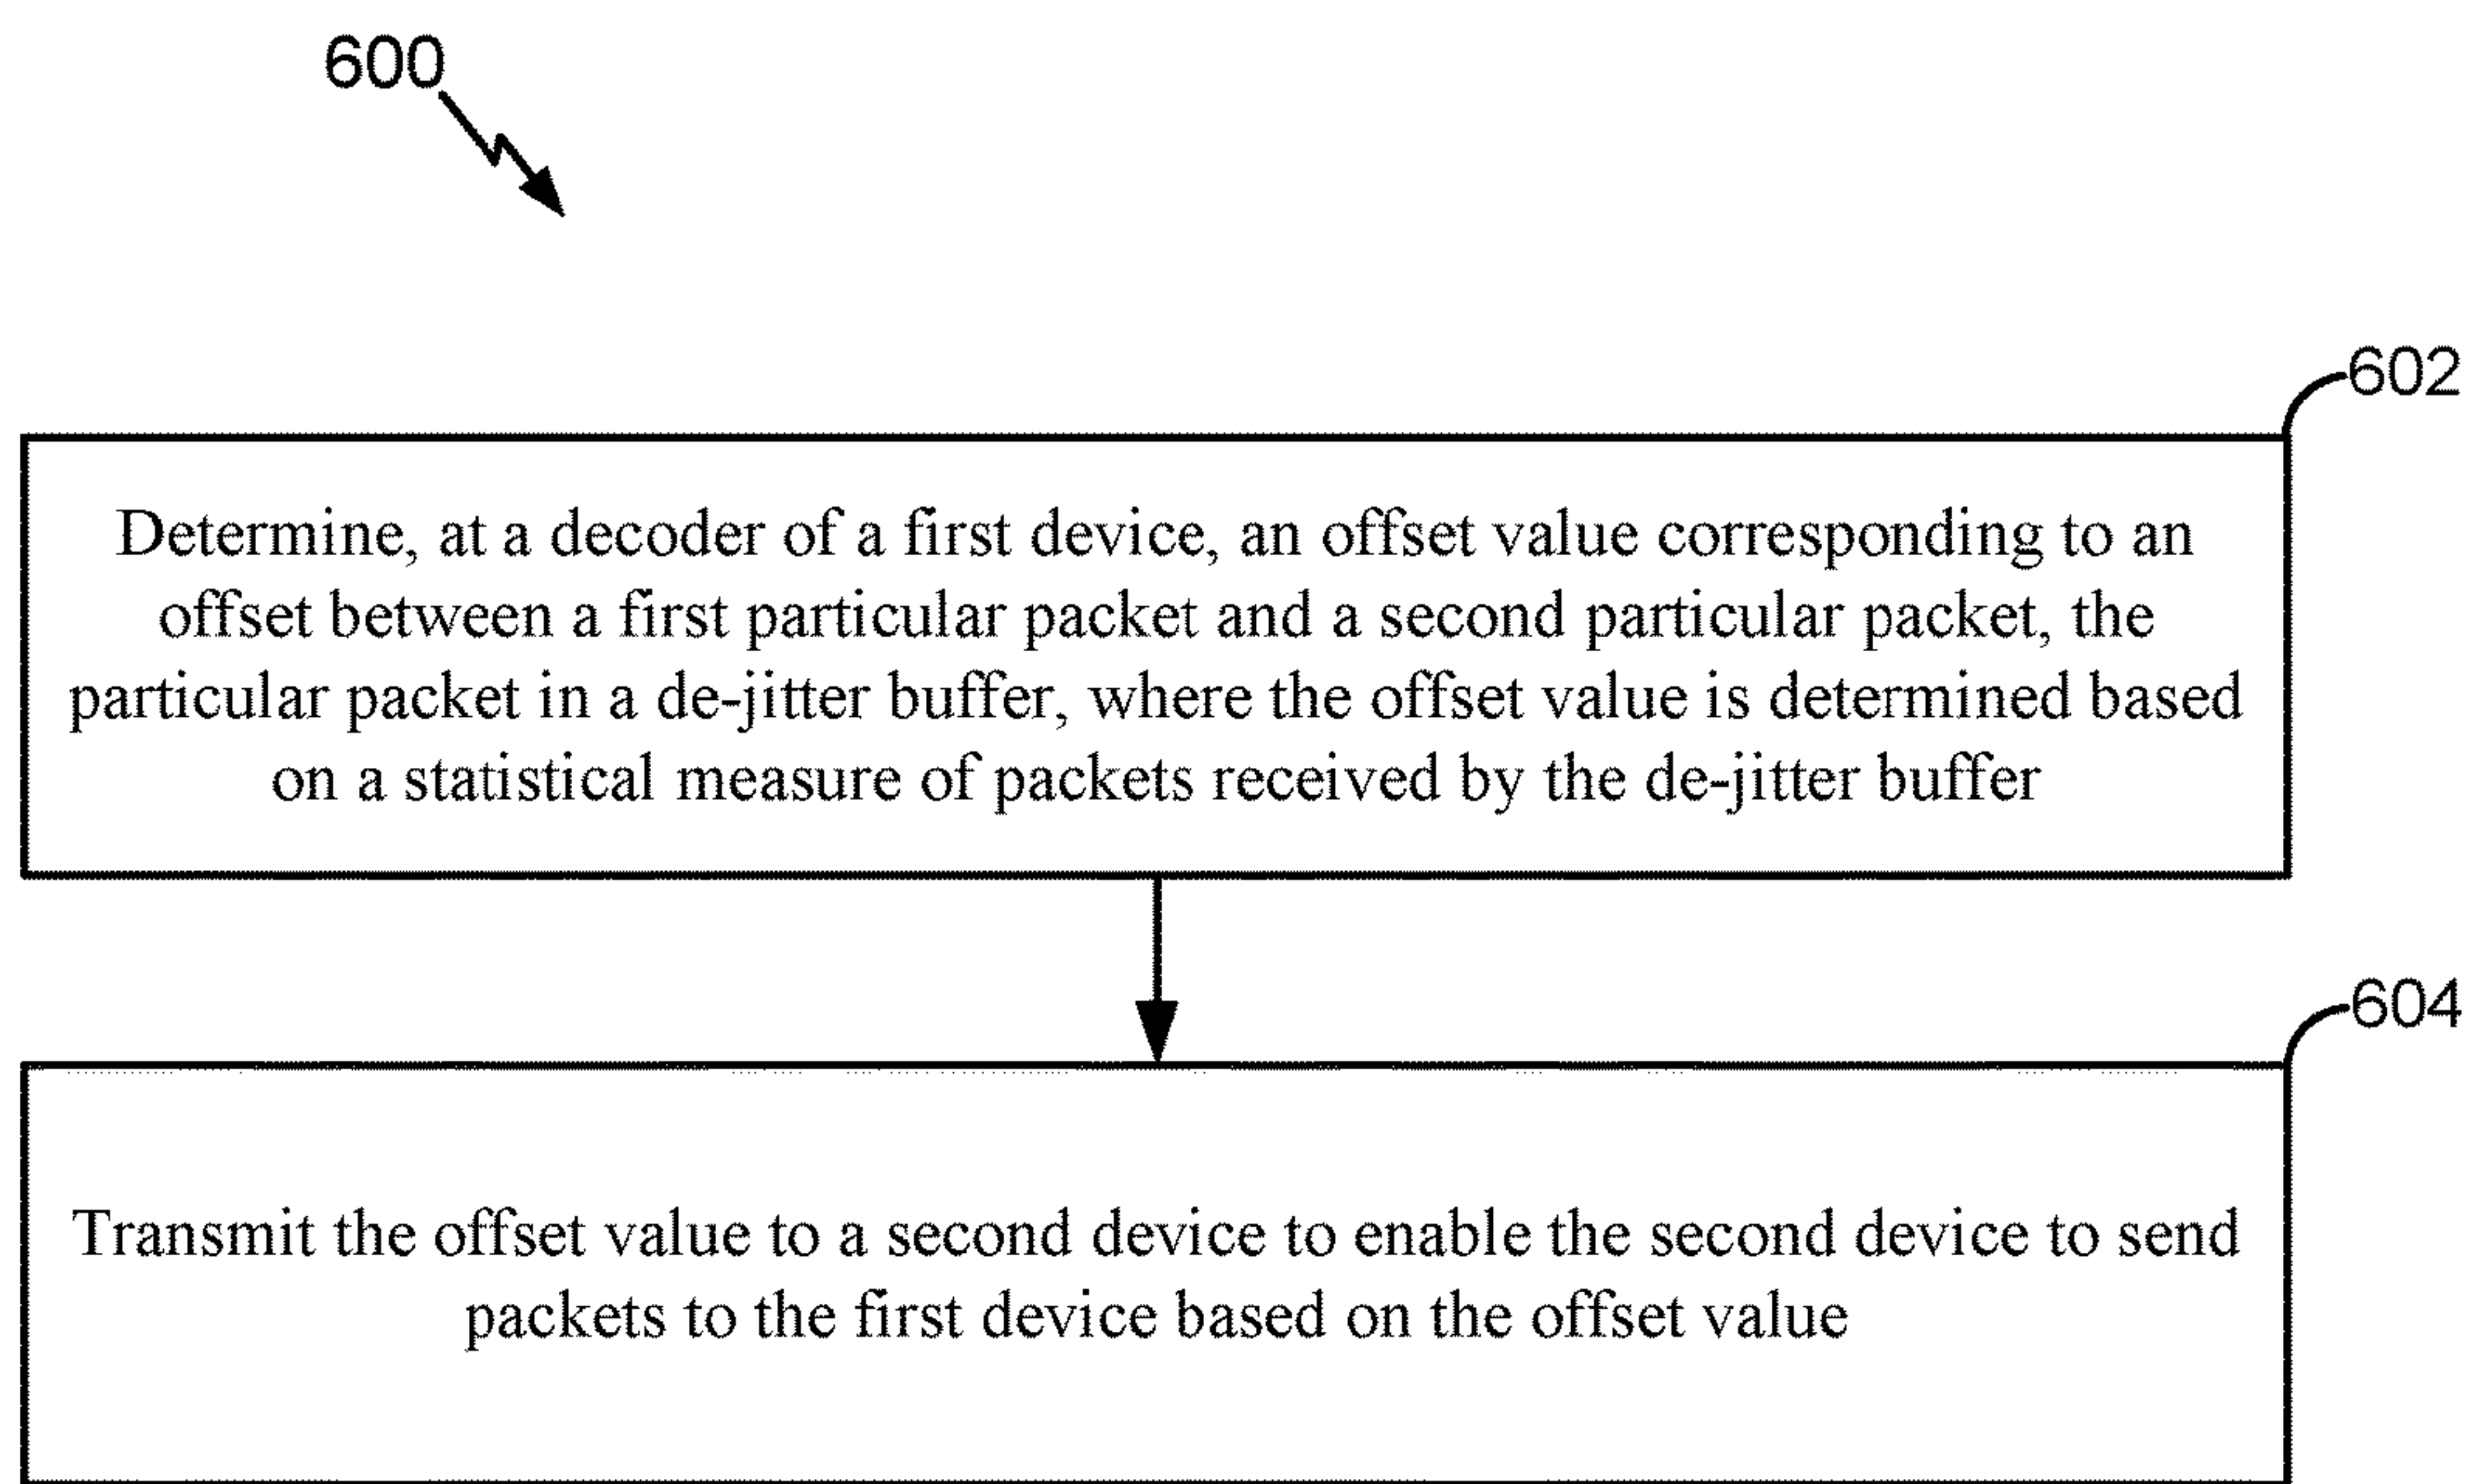 600
602
Determine, at a decoder of a first device, an offset value corresponding to an
offset between a first particular packet and a second particular packet, the
particular packet in a de-jitter buffer, where the offset value is determined based
on a statistical measure of packets received by the de-jitter buffer
604
Transmit the offset value to a second device to enable the second device to send
packets to the first device based on the offset value